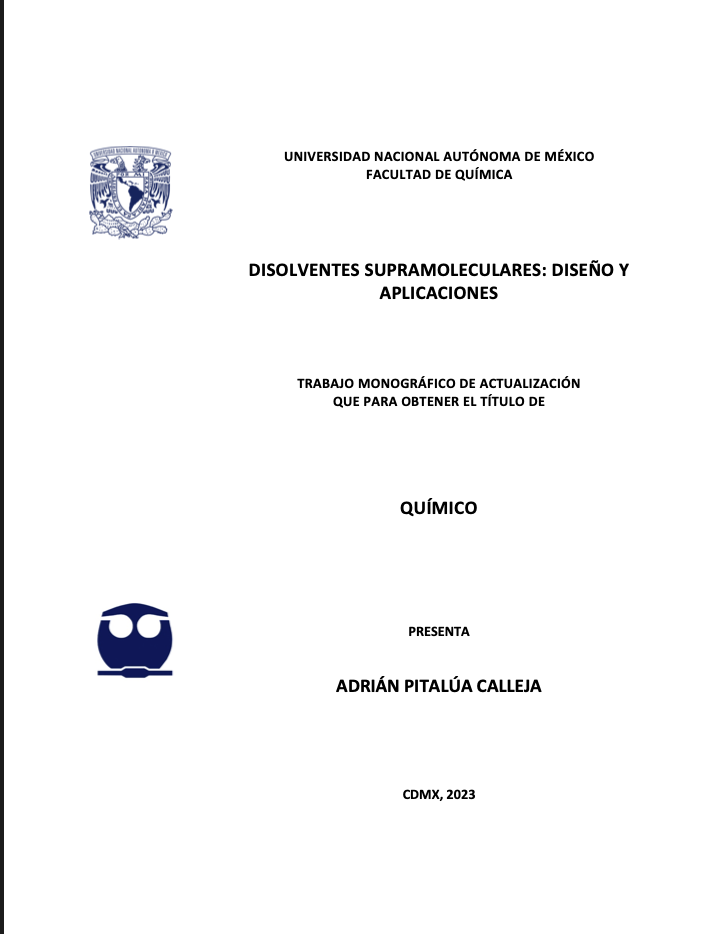 UNIVERSIDAD NACIONAL AUTÓNOMA DE MÉXICO
FACULTAD DE QUÍMICA
DISOLVENTES SUPRAMOLECULARES: DISEÑO Y
APLICACIONES
TRABAJO MONOGRÁFICO DE ACTUALIZACIÓN
QUE PARA OBTENER EL TÍTULO DE
QUÍMICO
PRESENTA
ADRIÁN PITALÚA CALLEJA
CDMX, 2023